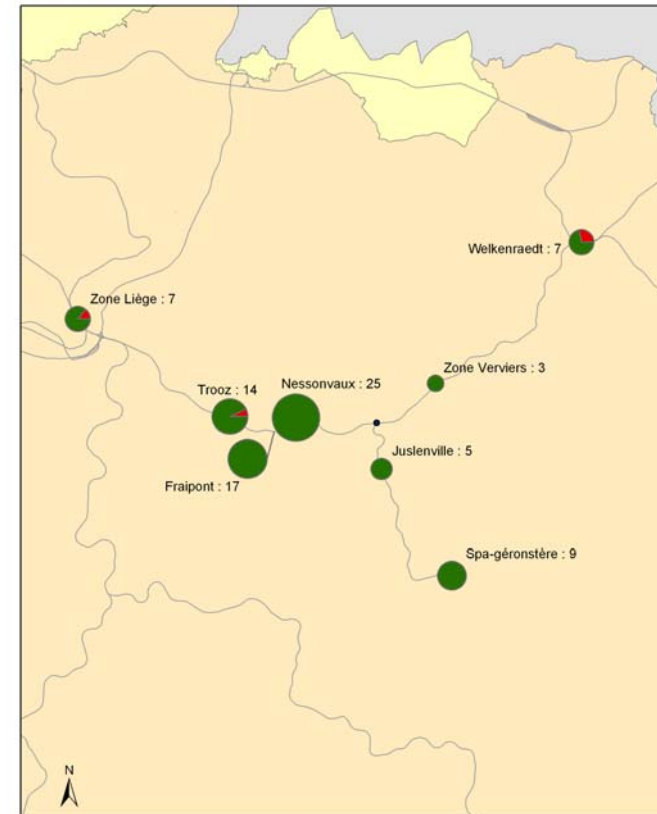 Welkenraedt : 7
Zone Liège : 7
Zone Verviers : 3
Nessonvaux : 25
Trooz : 14
Juslenville : 5
Fraipont : 17
Spa-géronstère : 9
N